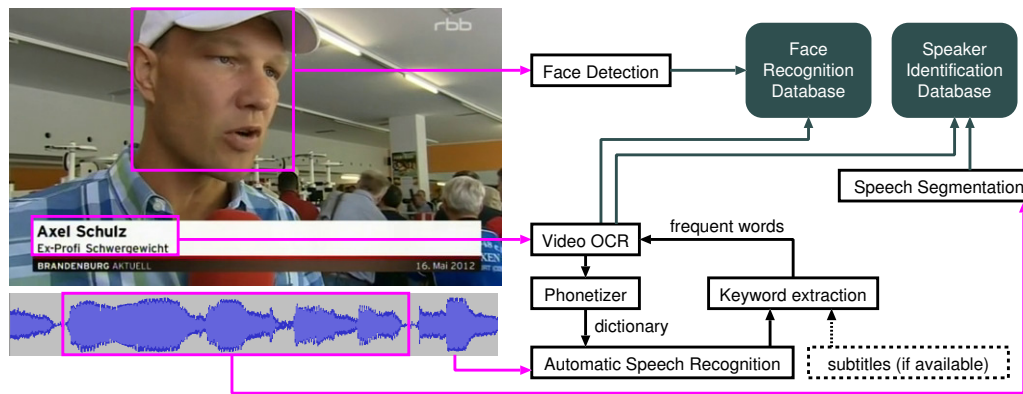 rbb
Axel Schulz
Ex-Profi Schwergewicht
BRANDENBURG AKTUELL
16. Mai 2012
Face Detection
Face
Recognition
Database
Speaker
Identification
Database
Speech Segmentation
Video OCR
frequent words
Phonetizer
Keyword extraction
dictionary
Automatic Speech Recognition
subtitles (if available)